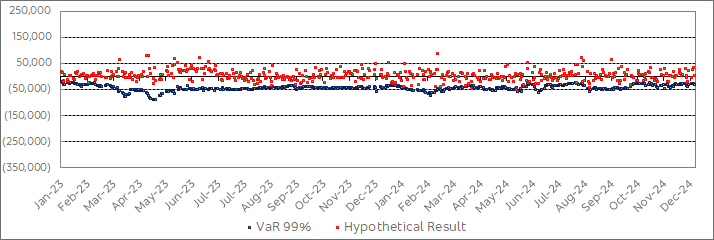 250,000
150,000
50,000
(50,000)
(150,000)
(250,000)
(350,000)
Jan-23
Feb-23
Mar-23
Apr-23
May-23
Jun-23
Jul-23
Aug-23
Sep-23
Oct-23
Nov-23
Dec-23
Jan-24
Feb-24
Mar-24
Apr-24
May-24
Jun-24
Jul-24
Aug-24
Sep-24
Oct-24
Nov-24
Dec-24
VaR 99%
Hypothetical Result